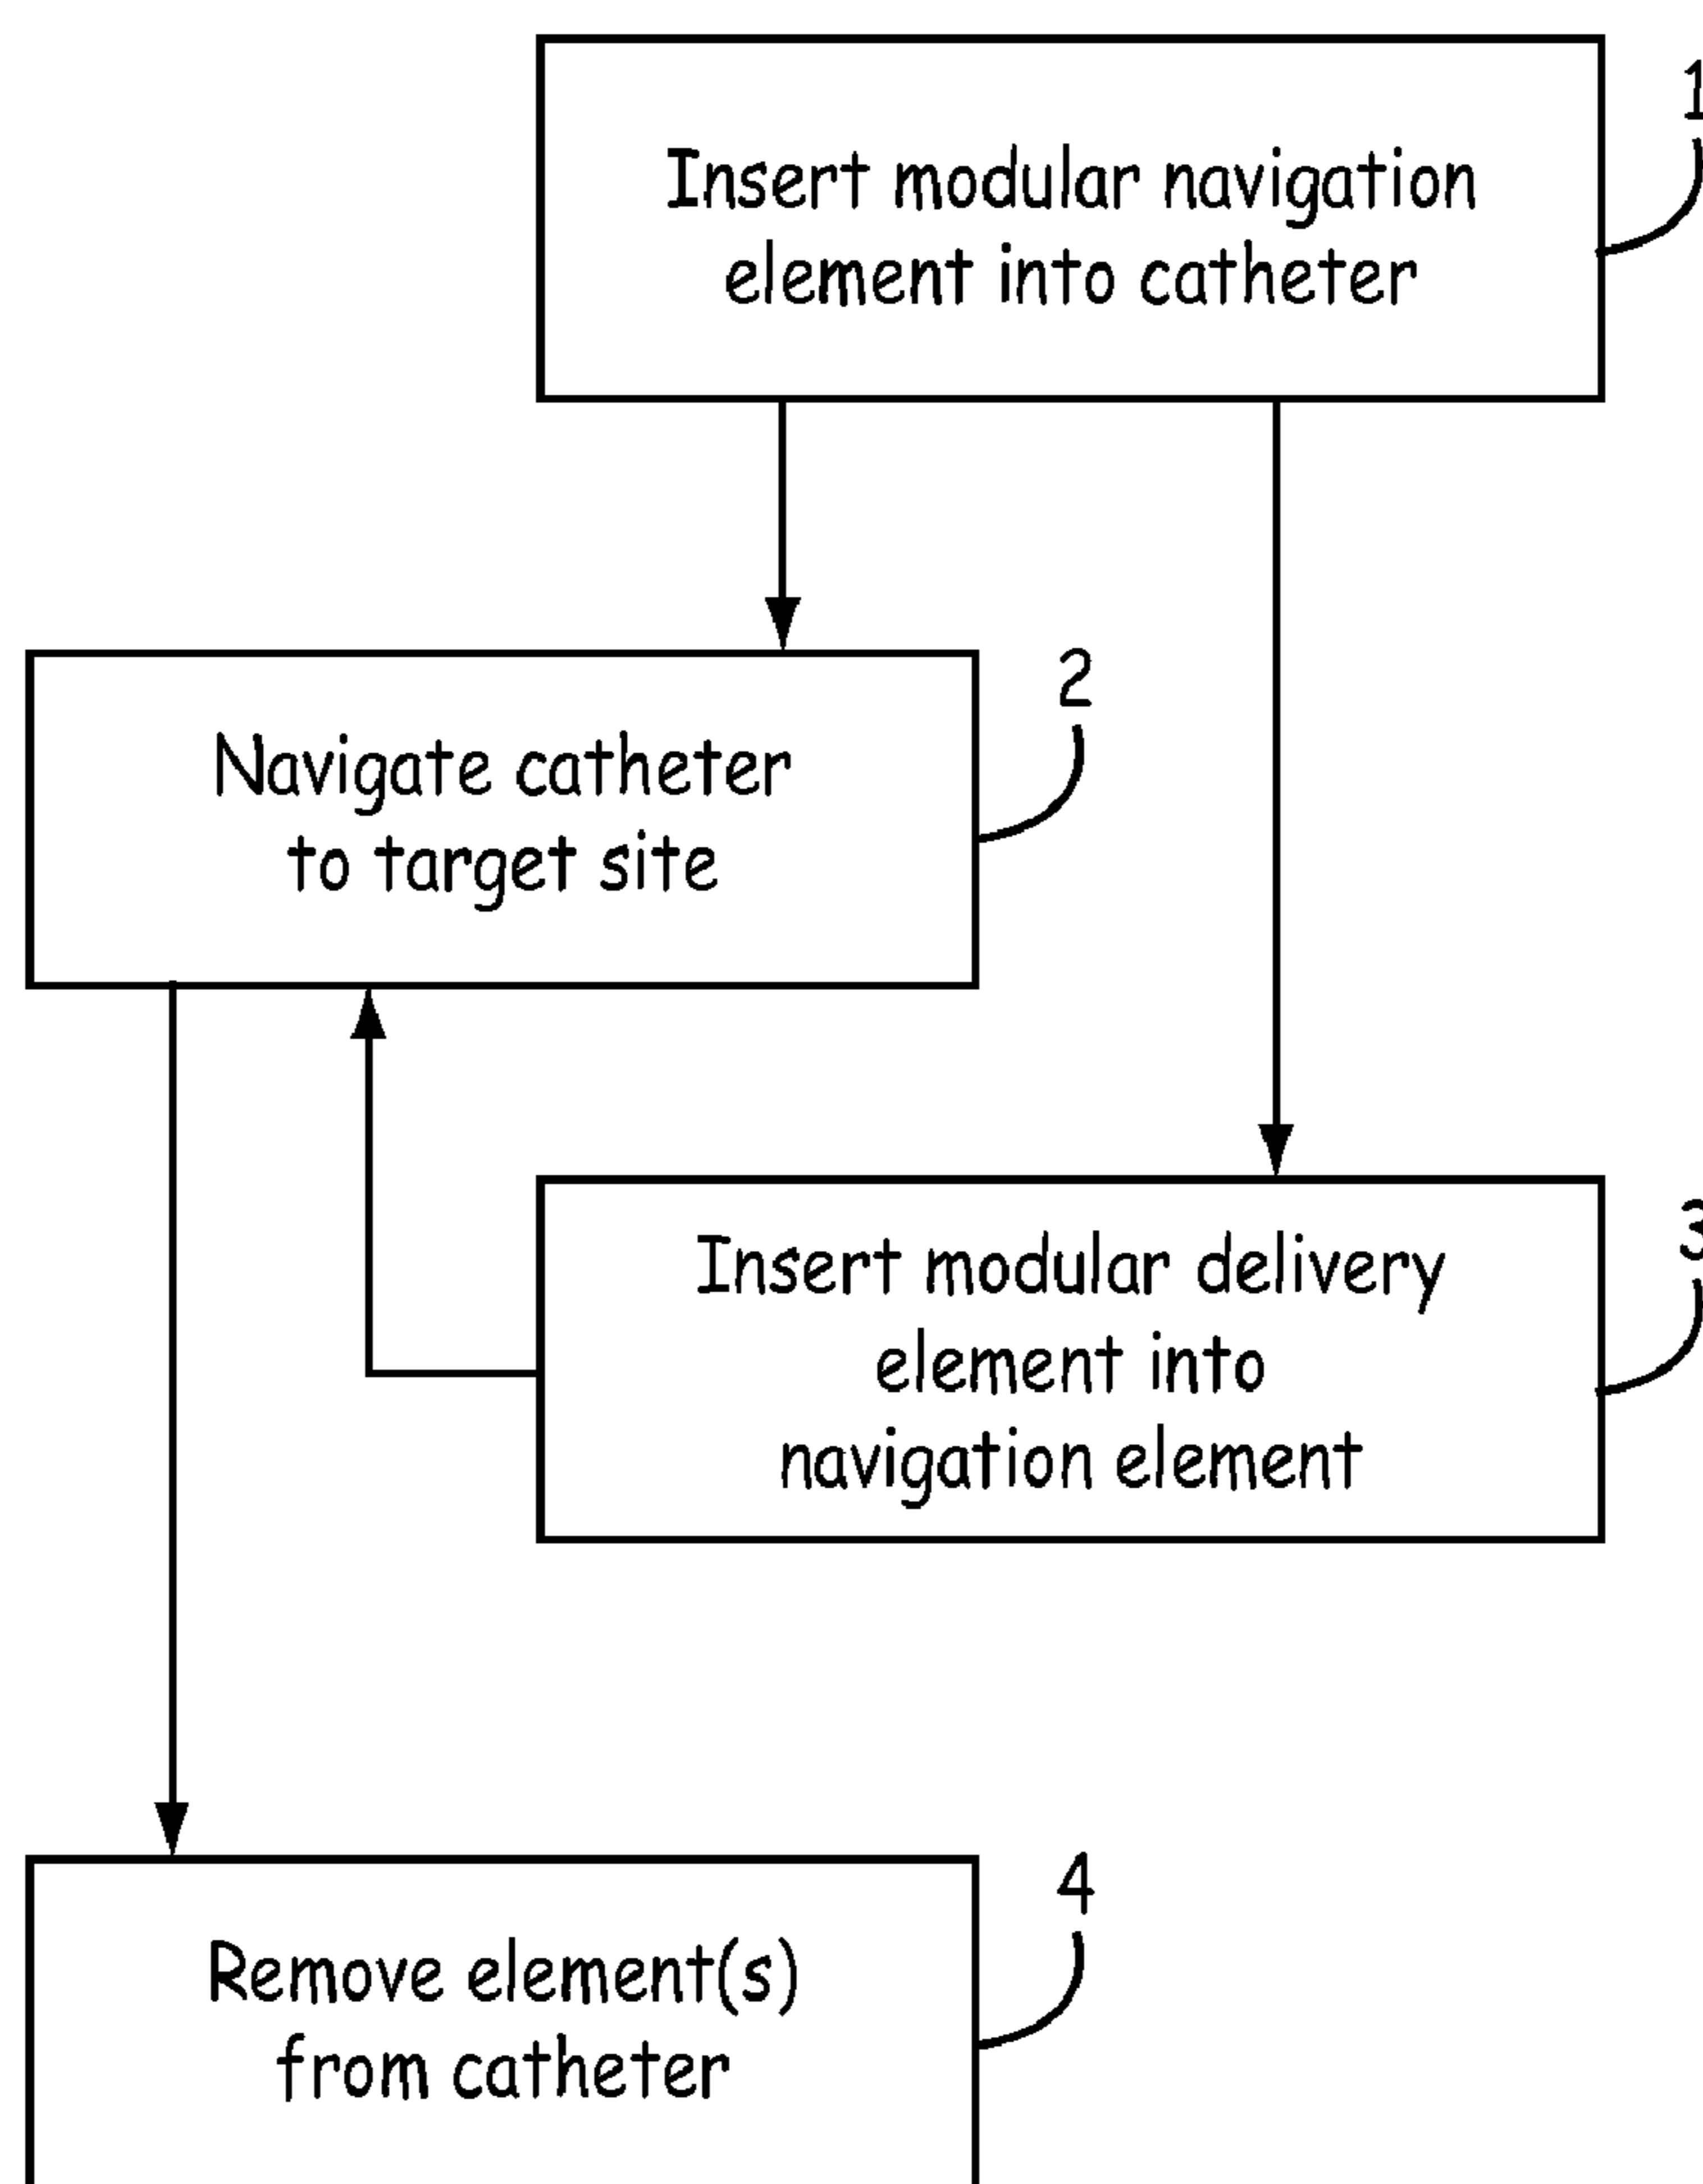 Insert modular navigation
element into catheter
1
Navigate catheter
to target site
2
Insert modular delivery
element into
navigation element
3
Remove element(s)
from catheter
4